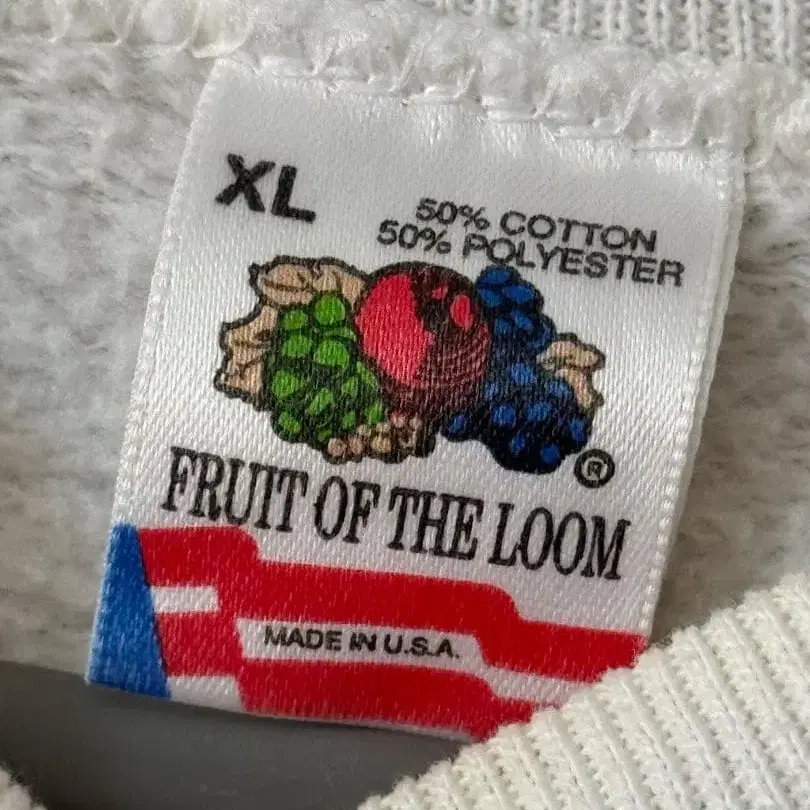 XL
50% COTTON
50% POLYESTER
®
FRUIT OF THE LOOM
MADE IN U.S.A.